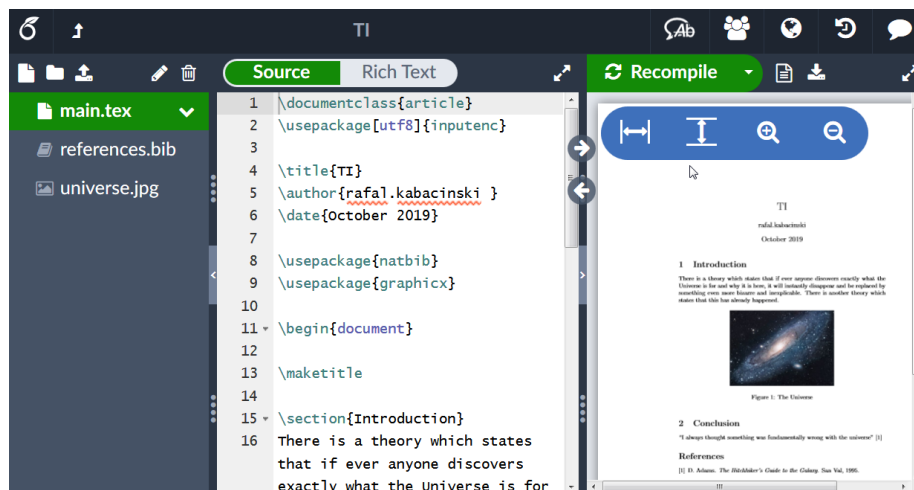 TI
Ab
Source
Rich Text
Recompile
main.tex
references.bib
universe.jpg
1 \documentclass{article}
2 \usepackage[utf8]{inputenc}
3
4 \title{TI}
5 \author{rafal.kabacinski }
6 \date{October 2019}
7
8 \usepackage{natbib}
9 \usepackage{graphicx}
10
11 \begin{document}
12
13 \maketitle
14
15 \section{Introduction}
16 There is a theory which states
that if ever anyone discovers
exactly what the Universe is for
TI
rafal.kabacinski
October 2019
1 Introduction
There is a theory which states that if ever anyone discovers exactly what the
Universe is for and why it is here, it will instantly disappear and be replaced by
something even more bizarre and inexplicable. There is another theory which
states that this has already happened.
Figure 1: The Universe
2 Conclusion
"I always thought something was fundamentally wrong with the universe" [1]
References
[1] D. Adams. The Hitchhiker's Guide to the Galaxy. San Val, 1995.